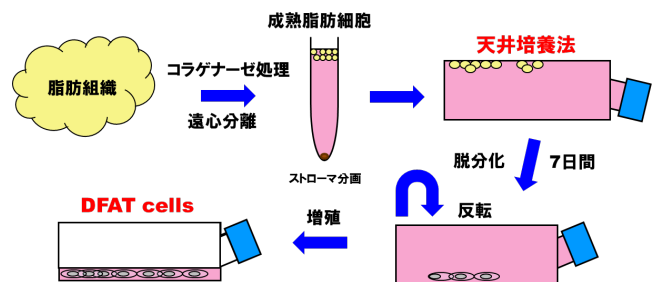 成熟脂肪細胞
天井培養法
脂肪組織
コラゲナーゼ処理
遠心分離
ストローマ分画
脱分化
7日間
反転
増殖
DFAT cells